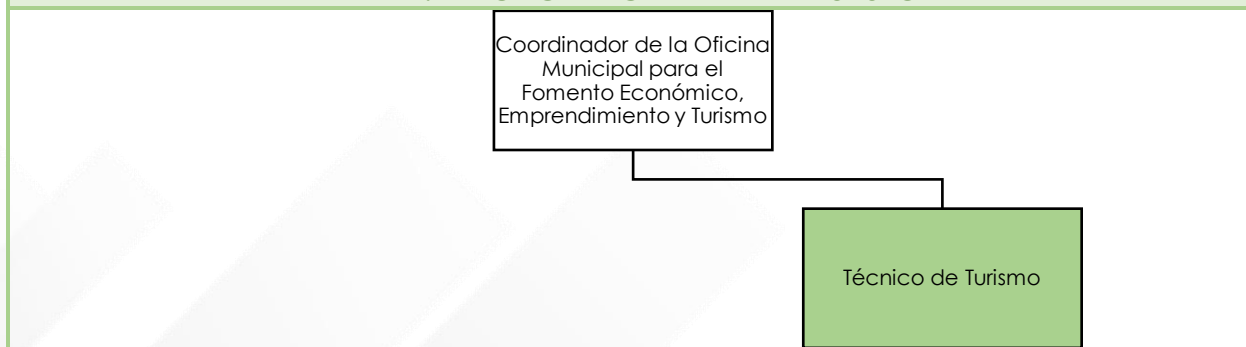 Coordinador de la Oficina
Municipal para el
Fomento Económico,
Emprendimiento y Turismo
Técnico de Turismo